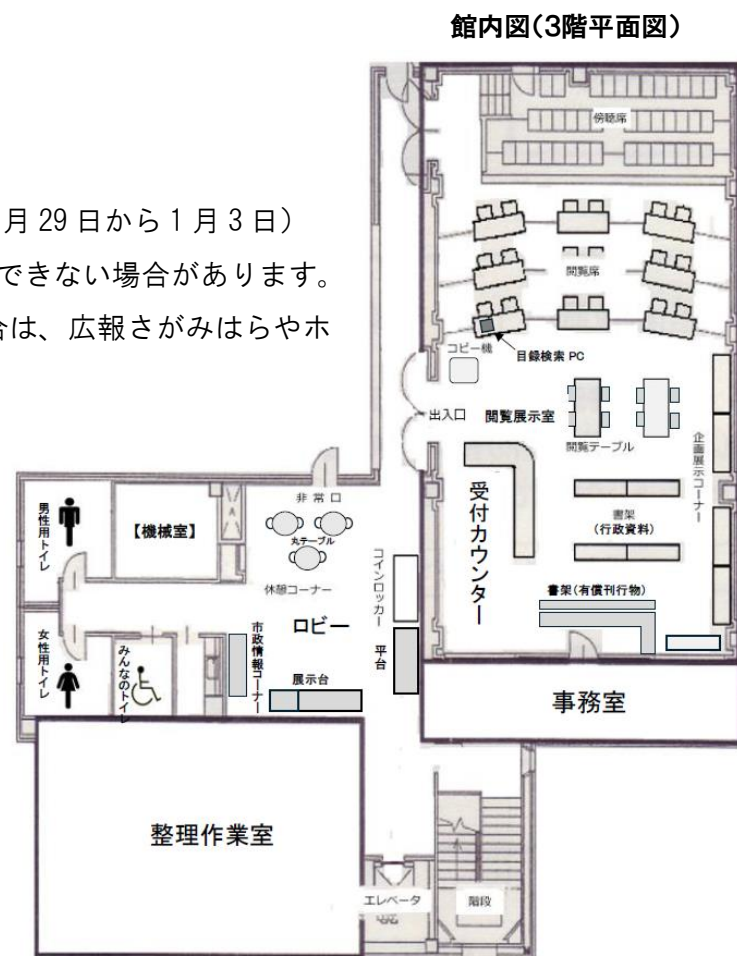 館内図(3階平面図)
月 29 日から 1 月 3 日）
できない場合があります。
合は、広報さがみはらやホ
傍聴席
閲覧席
コピー機
目録検索 PC
出入口
閲覧展示室
閲覧テーブル
企画展示コーナー
受付カウンター
書架
(行政資料)
書架(有償刊行物)
事務室
男性用トイレ
【機械室】
A
非常口
丸テーブル
休憩コーナー
コインロッカー
ロビー
平台
女性用トイレ
みんなのトイレ
市政情報コーナー
展示台
整理作業室
エレベータ
階段